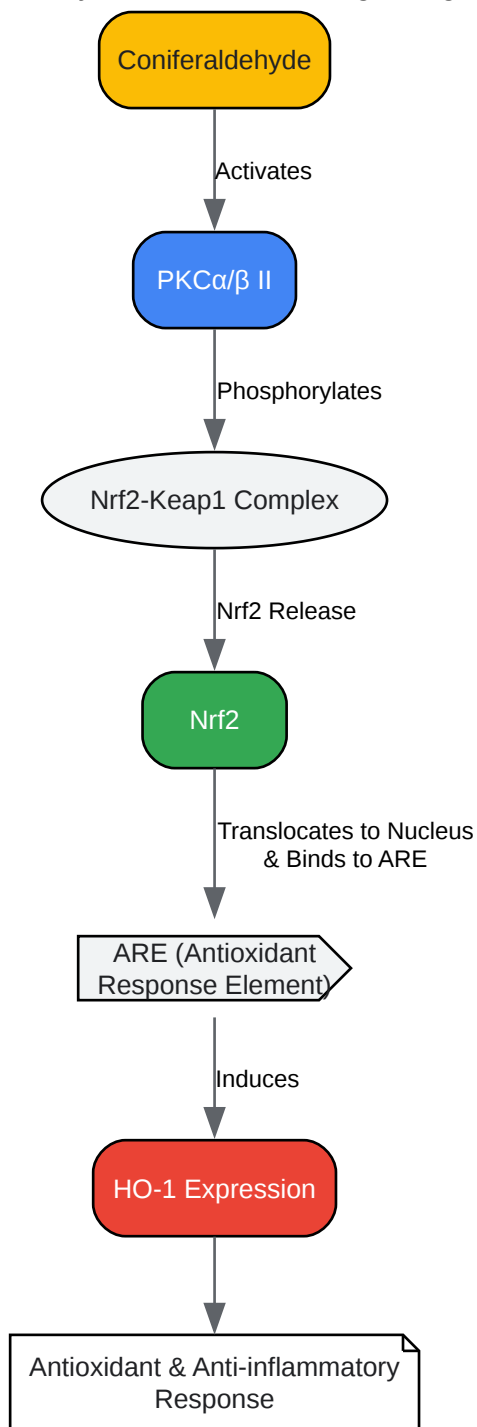 Coniferaldehyde
Activates
PKCα/β II
Phosphorylates
Nrf2-Keap1 Complex
Nrf2 Release
Nrf2
Translocates to Nucleus
& Binds to ARE
ARE (Antioxidant
Response Element)
Induces
HO-1 Expression
Antioxidant & Anti-inflammatory
Response